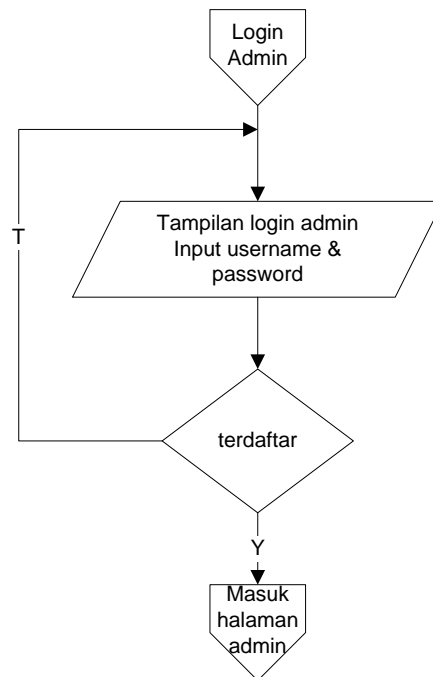 Login
Admin
Tampilan login admin
Input username &
password
T
terdaftar
Y
Masuk
halaman
admin